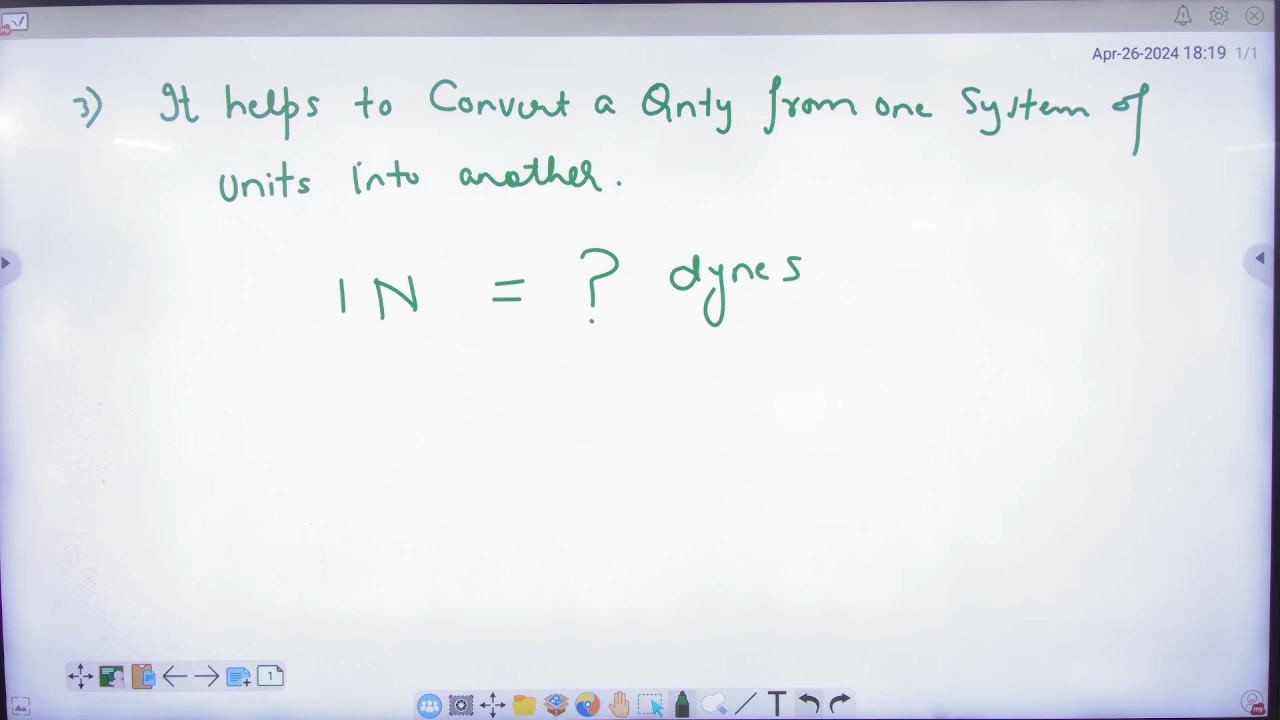 Apr-26-2024 18:19 1/1
3) It helps to Convert a Qnty from one System of
units into another.
1 N = ? dynes
1